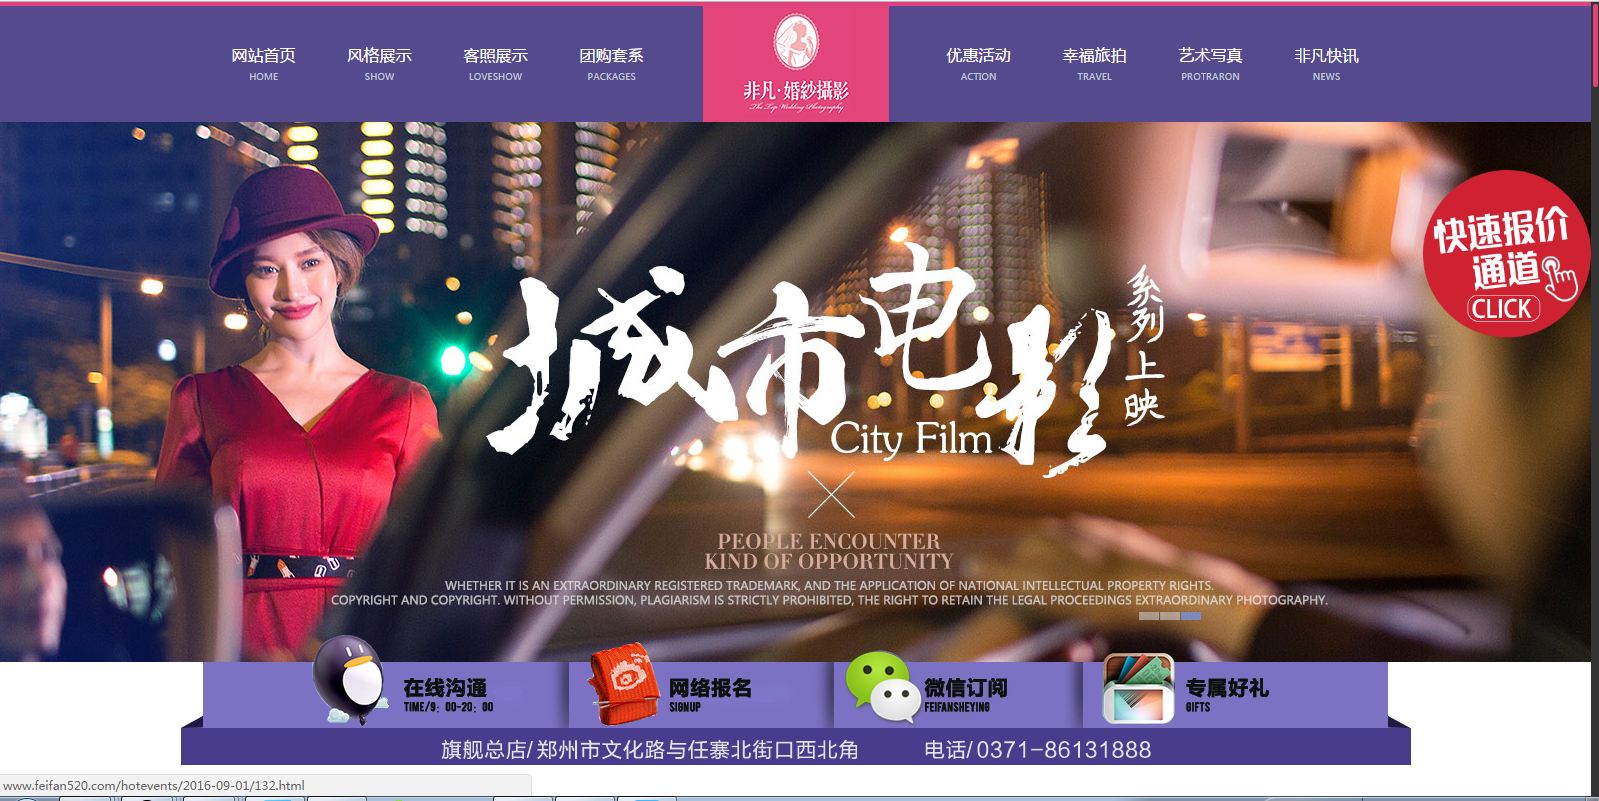 网站首页
HOME
风格展示
SHOW
客照展示
LOVESHOW
团购套系
PACKAGES
非凡·婚紗攝影
The Top Wedding Photography
优惠活动
ACTION
幸福旅拍
TRAVEL
艺术写真
PROTRARON
非凡快讯
NEWS
快速报价
通道
CLICK
城市电影
系列上映
City Film
PEOPLE ENCOUNTER
KIND OF OPPORTUNITY
WHETHER IT IS AN EXTRAORDINARY REGISTERED TRADEMARK, AND THE APPLICATION OF NATIONAL INTELLECTUAL PROPERTY RIGHTS.
COPYRIGHT AND COPYRIGHT. WITHOUT PERMISSION, PLAGIARISM IS STRICTLY PROHIBITED, THE RIGHT TO RETAIN THE LEGAL PROCEEDINGS EXTRAORDINARY PHOTOGRAPHY.
在线沟通
TIME/9：00-20：00
网络报名
SIGNUP
微信订阅
FEIFANSHEYING
专属好礼
GIFTS
旗舰总店/郑州市文化路与任寨北街口西北角
电话/0371-86131888
www.feifan520.com/hotevents/2016-09-01/132.html